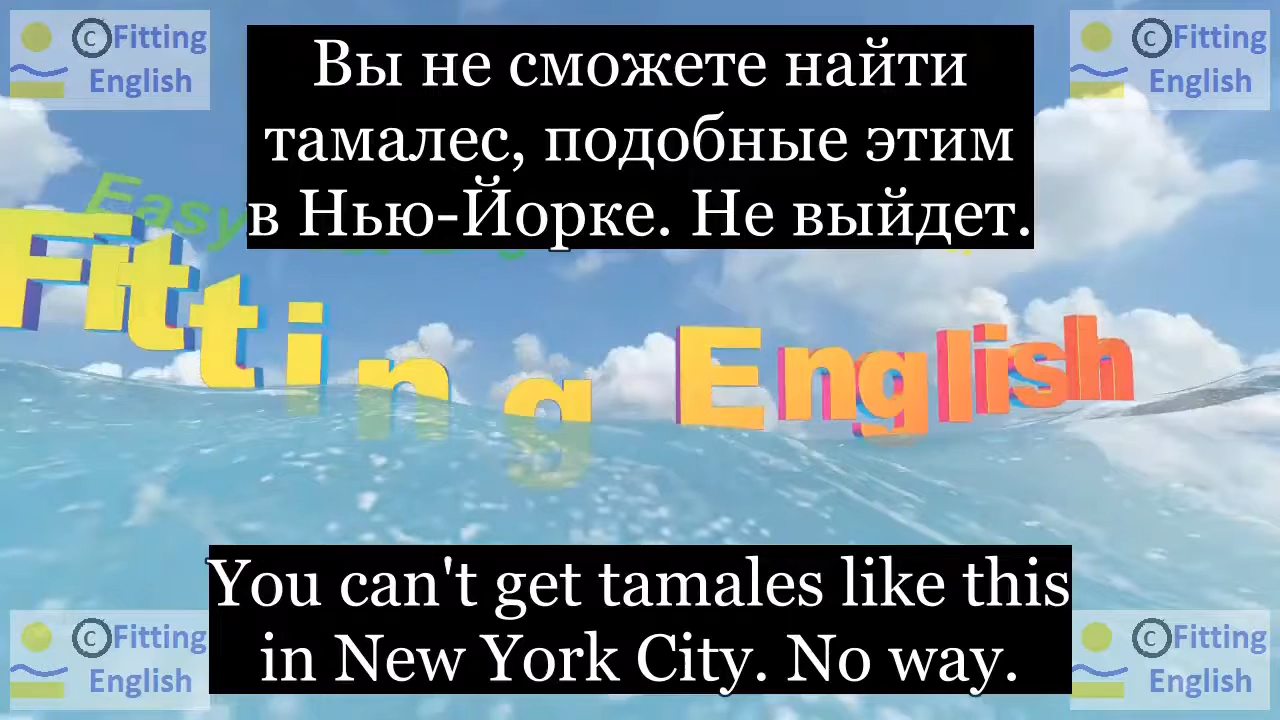 ©Fitting
English
©Fitting
English
Вы не сможете найти
тамалес, подобные этим
в Нью-Йорке. Не выйдет.
Easy
Fitting English
You can't get tamales like this
in New York City. No way.
©Fitting
English
©Fitting
English